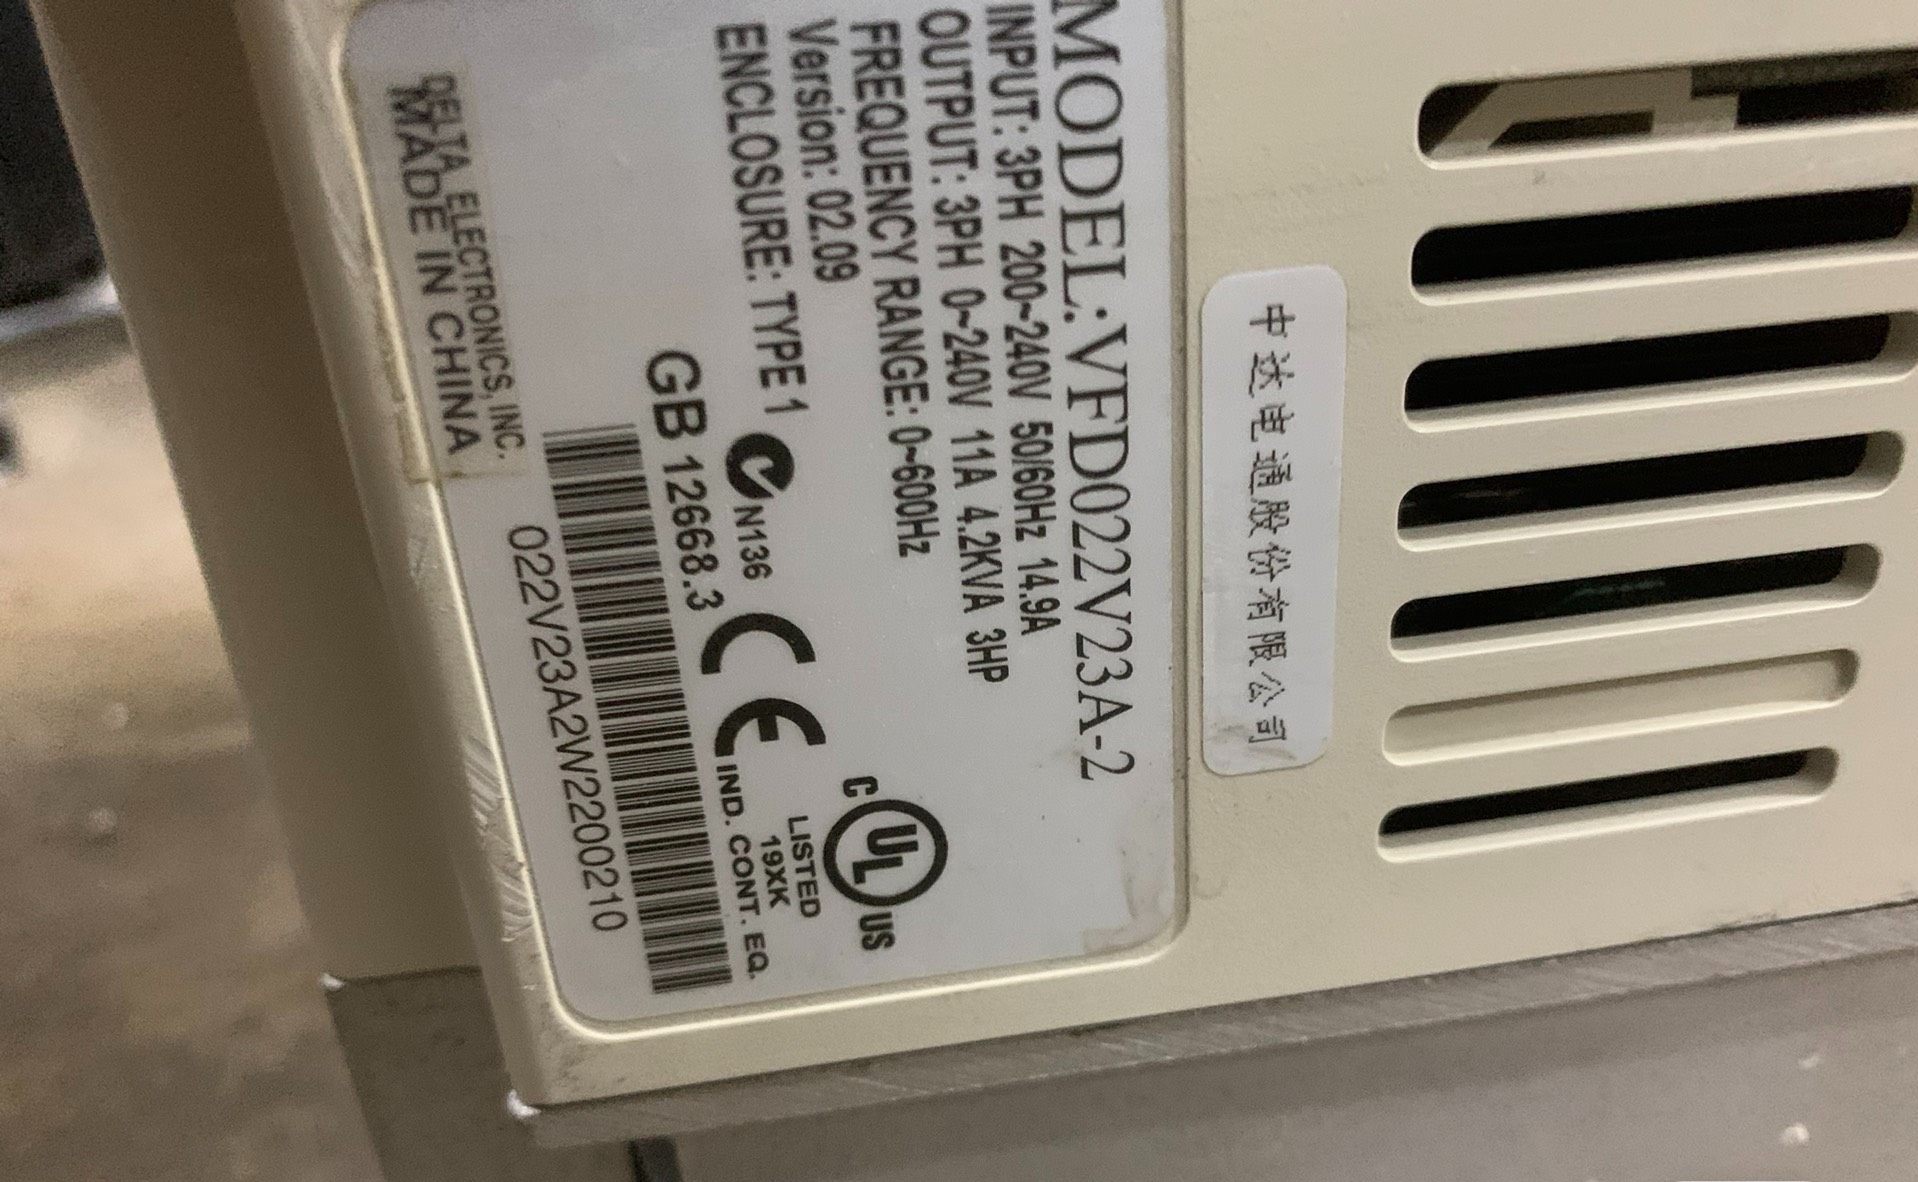 中达电通股份有限公司
MODEL:VFD022V23A-2
INPUT: 3PH 200~240V 50/60Hz 14.9A
OUTPUT: 3PH 0~240V 11A 4.2KVA 3HP
FREQUENCY RANGE: 0~600Hz
Version: 02.09
ENCLOSURE: TYPE 1
N136
C UL US
LISTED
19XK
IND. CONT. EQ.
CE
GB 12668.3
022V23A2W2200210
DELTA ELECTRONICS, INC.
MADE IN CHINA